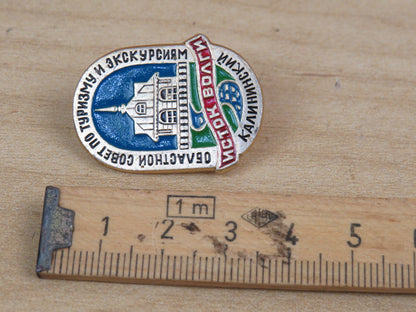 КАЛИНИНСКИЙ
ОБЛАСТНОЙ СОВЕТ ПО ТУРИЗМУ И ЭКСКУРСИЯМ
ИСТОК ВОЛГИ
1 m
1 2 3 4 5